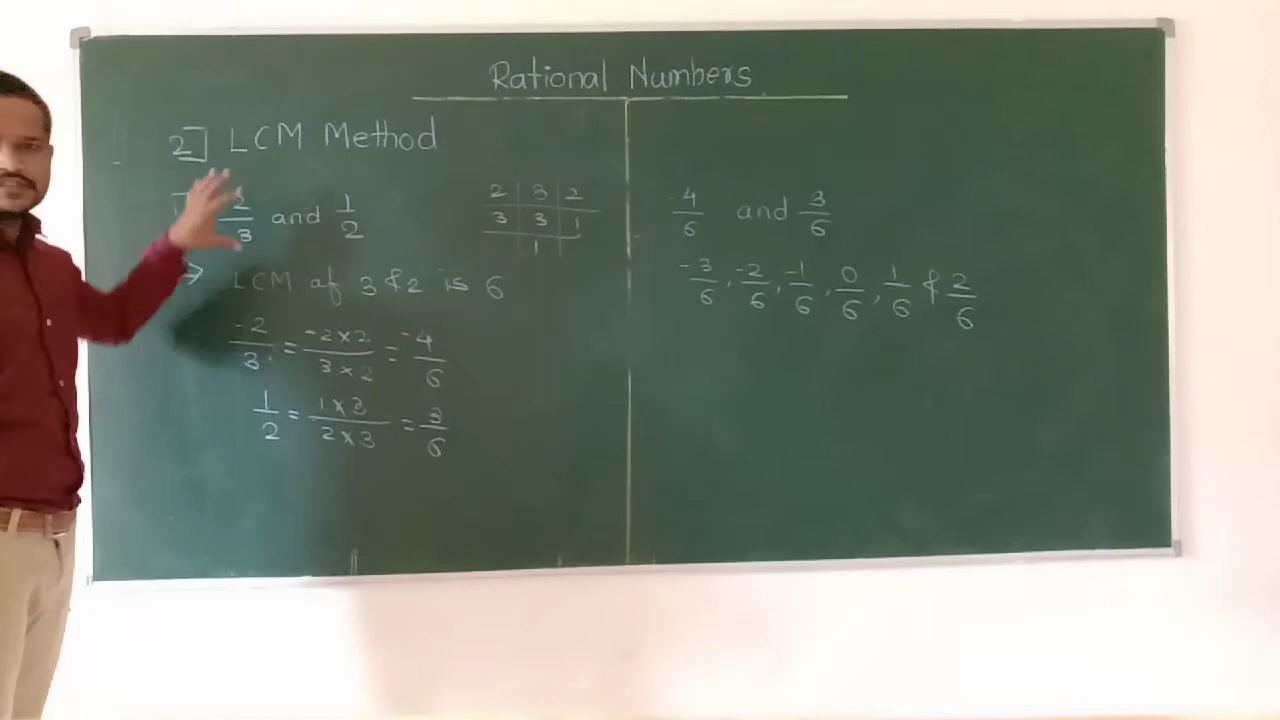 Rational Numbers
2] LCM Method
2/3 and 1/2
2 | 3 | 2
3 | 3 | 1
1
→ LCM of 3 & 2 is 6
-2/3 = -2×2/3×2 = -4/6
1/2 = 1×3/2×3 = 3/6
-4/6 and 3/6
-3/6, -2/6, -1/6, 0/6, 1/6 & 2/6